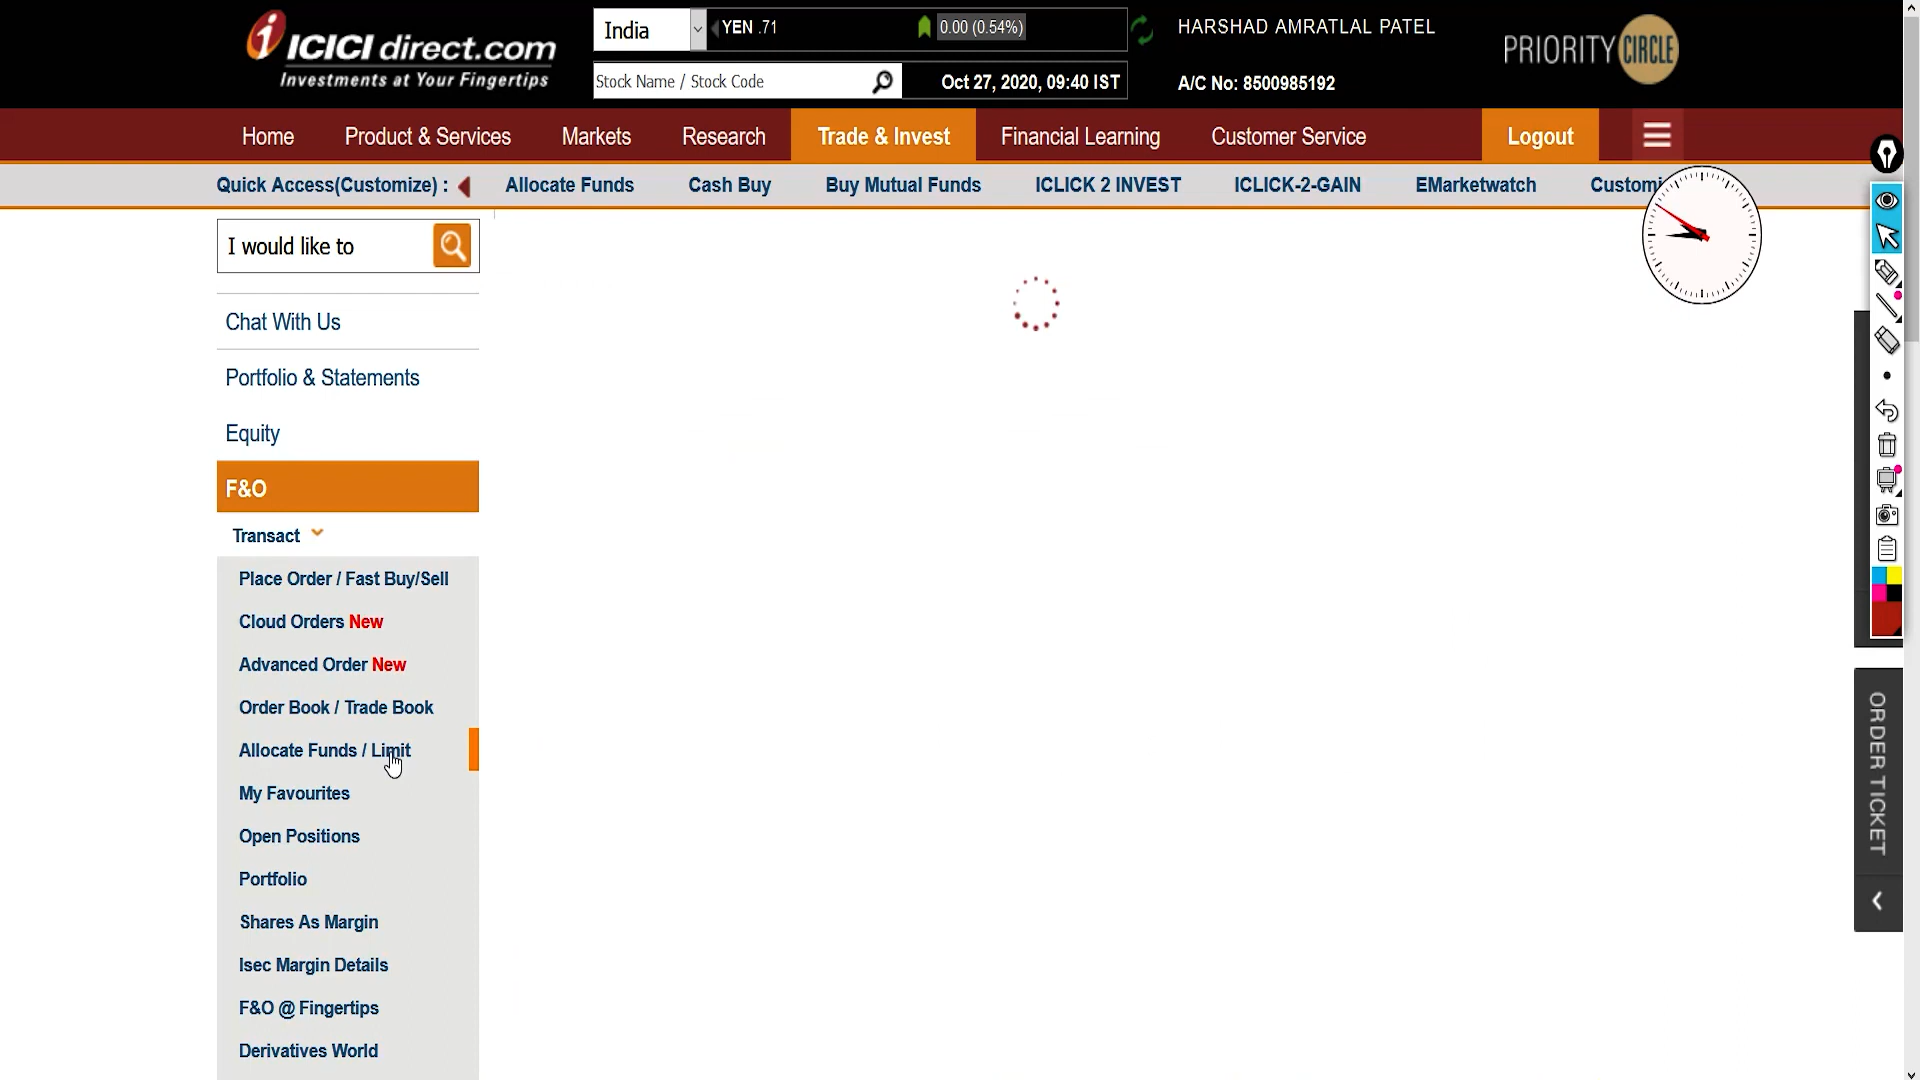 ICICI direct.com
Investments at Your Fingertips
India
YEN .71
0.00 (0.54%)
HARSHAD AMRATLAL PATEL
PRIORITY CIRCLE
Stock Name / Stock Code
Oct 27, 2020, 09:40 IST
A/C No: 8500985192
Home
Product & Services
Markets
Research
Trade & Invest
Financial Learning
Customer Service
Logout
Quick Access(Customize) :
Allocate Funds
Cash Buy
Buy Mutual Funds
ICLICK 2 INVEST
ICLICK-2-GAIN
EMarketwatch
Customi
I would like to
Chat With Us
Portfolio & Statements
Equity
F&O
Transact
Place Order / Fast Buy/Sell
Cloud Orders New
Advanced Order New
Order Book / Trade Book
Allocate Funds / Limit
My Favourites
Open Positions
Portfolio
Shares As Margin
Isec Margin Details
F&O @ Fingertips
Derivatives World
ORDER TICKET